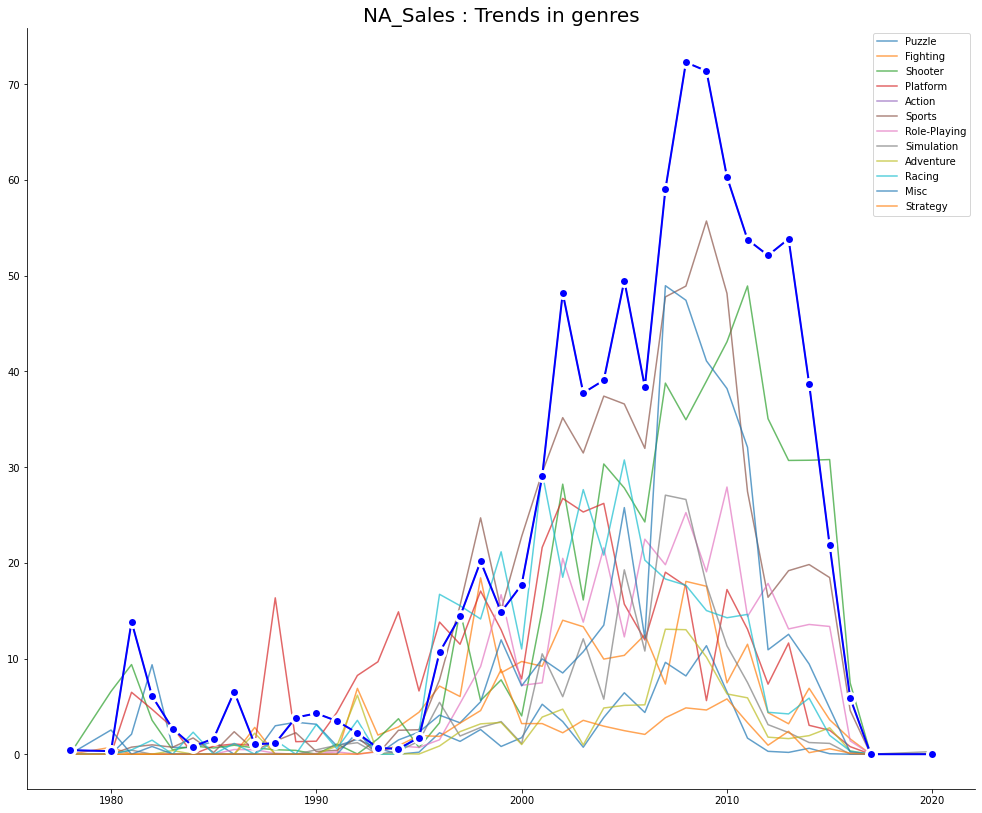 NA_Sales : Trends in genres
Puzzle
Fighting
Shooter
Platform
Action
Sports
Role-Playing
Simulation
Adventure
Racing
Misc
Strategy
70
60
50
40
30
20
10
0
1980
1990
2000
2010
2020